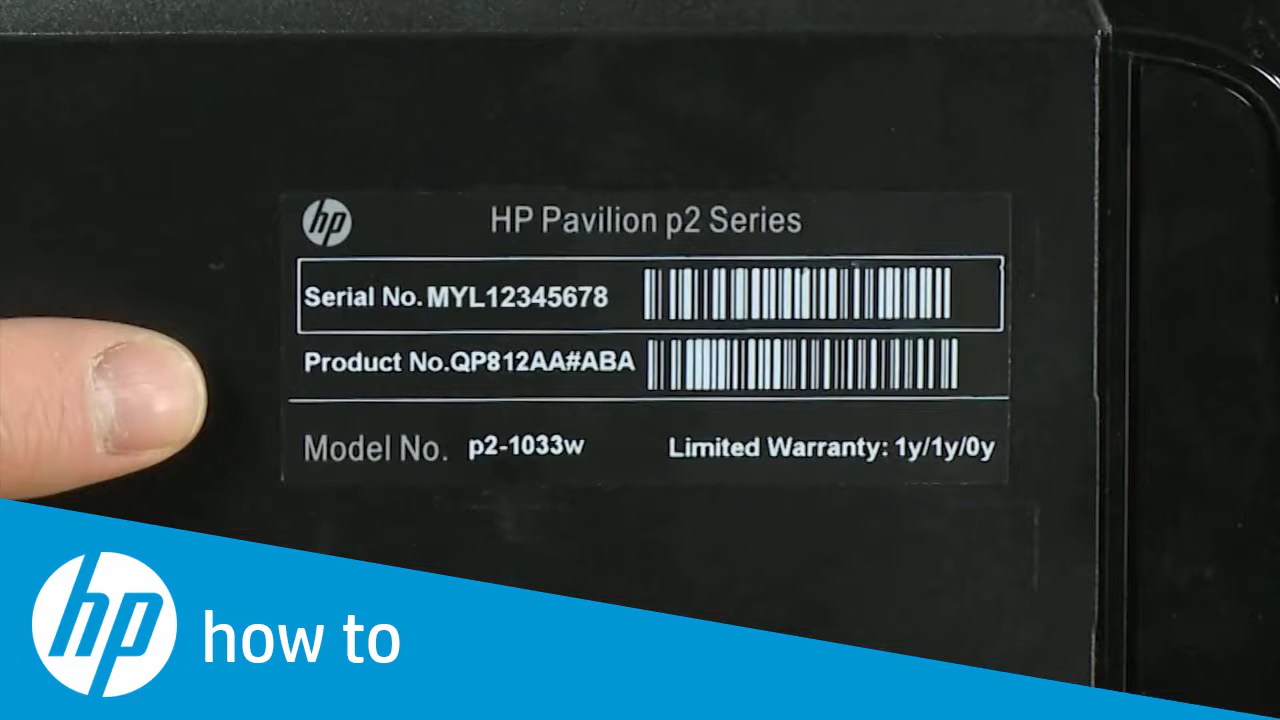 hp HP Pavilion p2 Series
Serial No. MYL12345678
Product No.QP812AA#ABA
Model No. p2-1033w Limited Warranty: 1y/1y/0y
hp how to